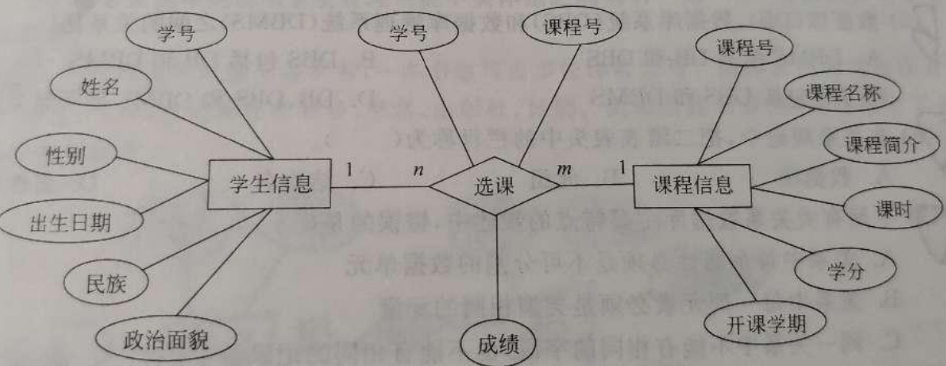 学号
学号
课程号
课程号
姓名
课程名称
性别
课程简介
学生信息
1
n
选课
m
1
课程信息
出生日期
课时
民族
学分
政治面貌
成绩
开课学期